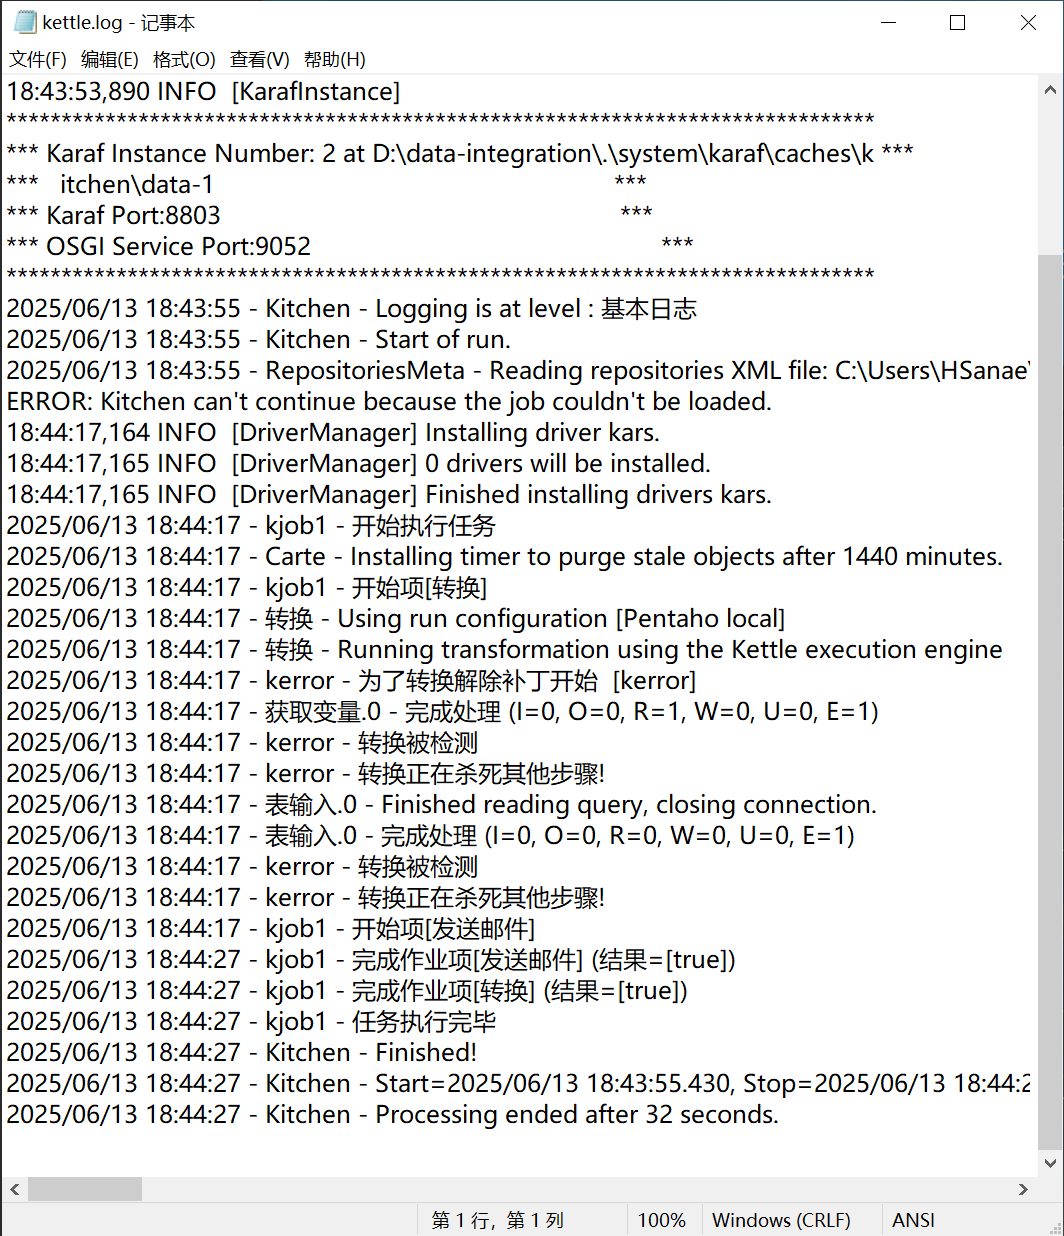 kettle.log - 记事本
文件(F) 编辑(E) 格式(O) 查看(V) 帮助(H)
18:43:53,890 INFO  [KarafInstance]
*******************************************************************************
*** Karaf Instance Number: 2 at D:\data-integration\.\system\karaf\caches\k ***
***   itchen\data-1                                                         ***
*** Karaf Port:8803                                                         ***
*** OSGI Service Port:9052                                                  ***
*******************************************************************************
2025/06/13 18:43:55 - Kitchen - Logging is at level : 基本日志
2025/06/13 18:43:55 - Kitchen - Start of run.
2025/06/13 18:43:55 - RepositoriesMeta - Reading repositories XML file: C:\Users\HSanae\
ERROR: Kitchen can't continue because the job couldn't be loaded.
18:44:17,164 INFO  [DriverManager] Installing driver kars.
18:44:17,165 INFO  [DriverManager] 0 drivers will be installed.
18:44:17,165 INFO  [DriverManager] Finished installing drivers kars.
2025/06/13 18:44:17 - kjob1 - 开始执行任务
2025/06/13 18:44:17 - Carte - Installing timer to purge stale objects after 1440 minutes.
2025/06/13 18:44:17 - kjob1 - 开始项[转换]
2025/06/13 18:44:17 - 转换 - Using run configuration [Pentaho local]
2025/06/13 18:44:17 - 转换 - Running transformation using the Kettle execution engine
2025/06/13 18:44:17 - kerror - 为了转换解除补丁开始  [kerror]
2025/06/13 18:44:17 - 获取变量.0 - 完成处理 (I=0, O=0, R=1, W=0, U=0, E=1)
2025/06/13 18:44:17 - kerror - 转换被检测
2025/06/13 18:44:17 - kerror - 转换正在杀死其他步骤!
2025/06/13 18:44:17 - 表输入.0 - Finished reading query, closing connection.
2025/06/13 18:44:17 - 表输入.0 - 完成处理 (I=0, O=0, R=0, W=0, U=0, E=1)
2025/06/13 18:44:17 - kerror - 转换被检测
2025/06/13 18:44:17 - kerror - 转换正在杀死其他步骤!
2025/06/13 18:44:17 - kjob1 - 开始项[发送邮件]
2025/06/13 18:44:27 - kjob1 - 完成作业项[发送邮件] (结果=[true])
2025/06/13 18:44:27 - kjob1 - 完成作业项[转换] (结果=[true])
2025/06/13 18:44:27 - kjob1 - 任务执行完毕
2025/06/13 18:44:27 - Kitchen - Finished!
2025/06/13 18:44:27 - Kitchen - Start=2025/06/13 18:43:55.430, Stop=2025/06/13 18:44:2
2025/06/13 18:44:27 - Kitchen - Processing ended after 32 seconds.
第 1 行，第 1 列 100% Windows (CRLF) ANSI